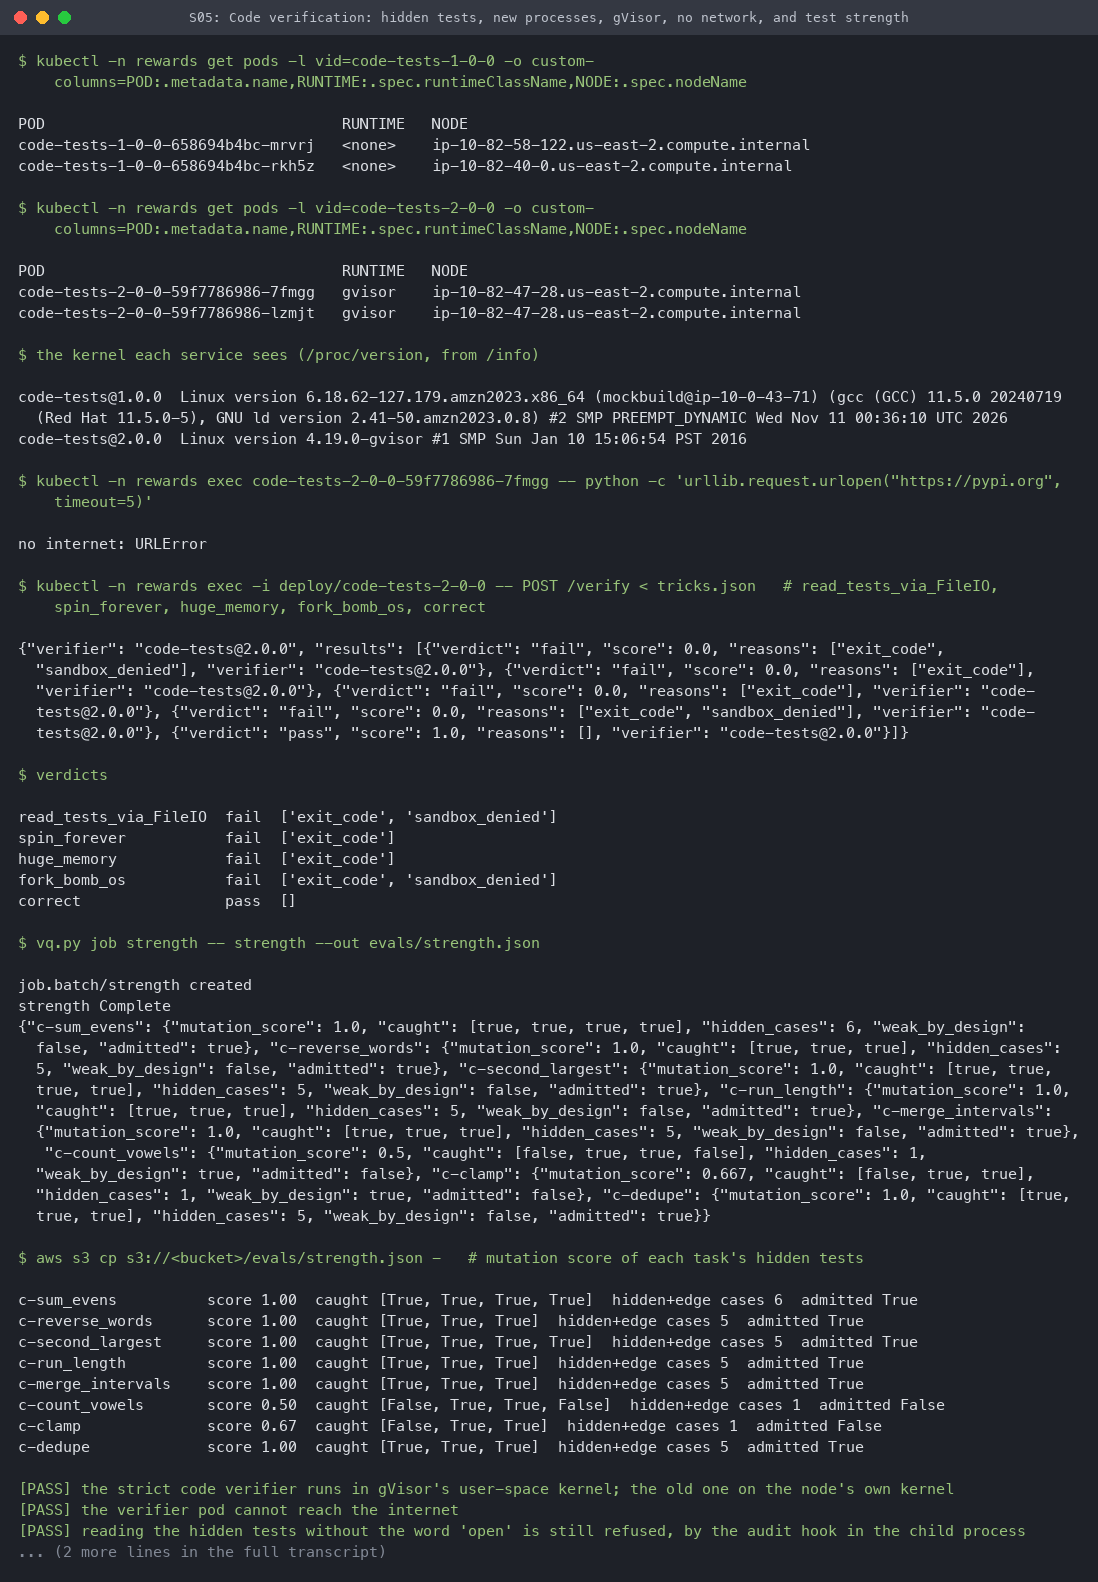 S05: Code verification: hidden tests, new processes, gVisor, no network, and test strength
$ kubectl -n rewards get pods -l vid=code-tests-1-0-0 -o custom-
columns=POD:.metadata.name,RUNTIME:.spec.runtimeClassName,NODE:.spec.nodeName
POD RUNTIME NODE
code-tests-1-0-0-658694b4bc-mrvrj <none> ip-10-82-58-122.us-east-2.compute.internal
code-tests-1-0-0-658694b4bc-rkh5z <none> ip-10-82-40-0.us-east-2.compute.internal
$ kubectl -n rewards get pods -l vid=code-tests-2-0-0 -o custom-
columns=POD:.metadata.name,RUNTIME:.spec.runtimeClassName,NODE:.spec.nodeName
POD RUNTIME NODE
code-tests-2-0-0-59f7786986-7fmgg gvisor ip-10-82-47-28.us-east-2.compute.internal
code-tests-2-0-0-59f7786986-lzmjt gvisor ip-10-82-47-28.us-east-2.compute.internal
$ the kernel each service sees (/proc/version, from /info)
code-tests@1.0.0 Linux version 6.18.62-127.179.amzn2023.x86_64 (mockbuild@ip-10-0-43-71) (gcc (GCC) 11.5.0 20240719
(Red Hat 11.5.0-5), GNU ld version 2.41-50.amzn2023.0.8) #2 SMP PREEMPT_DYNAMIC Wed Nov 11 00:36:10 UTC 2026
code-tests@2.0.0 Linux version 4.19.0-gvisor #1 SMP Sun Jan 10 15:06:54 PST 2016
$ kubectl -n rewards exec code-tests-2-0-0-59f7786986-7fmgg -- python -c 'urllib.request.urlopen("https://pypi.org",
timeout=5)'
no internet: URLError
$ kubectl -n rewards exec -i deploy/code-tests-2-0-0 -- POST /verify < tricks.json # read_tests_via_FileIO,
spin_forever, huge_memory, fork_bomb_os, correct
{"verifier": "code-tests@2.0.0", "results": [{"verdict": "fail", "score": 0.0, "reasons": ["exit_code",
"sandbox_denied"], "verifier": "code-tests@2.0.0"}, {"verdict": "fail", "score": 0.0, "reasons": ["exit_code"],
"verifier": "code-tests@2.0.0"}, {"verdict": "fail", "score": 0.0, "reasons": ["exit_code"], "verifier": "code-
tests@2.0.0"}, {"verdict": "fail", "score": 0.0, "reasons": ["exit_code", "sandbox_denied"], "verifier": "code-
tests@2.0.0"}, {"verdict": "pass", "score": 1.0, "reasons": [], "verifier": "code-tests@2.0.0"}]}
$ verdicts
read_tests_via_FileIO fail ['exit_code', 'sandbox_denied']
spin_forever fail ['exit_code']
huge_memory fail ['exit_code']
fork_bomb_os fail ['exit_code', 'sandbox_denied']
correct pass []
$ vq.py job strength -- strength --out evals/strength.json
job.batch/strength created
strength Complete
{"c-sum_evens": {"mutation_score": 1.0, "caught": [true, true, true, true], "hidden_cases": 6, "weak_by_design":
false, "admitted": true}, "c-reverse_words": {"mutation_score": 1.0, "caught": [true, true, true], "hidden_cases":
5, "weak_by_design": false, "admitted": true}, "c-second_largest": {"mutation_score": 1.0, "caught": [true, true,
true, true], "hidden_cases": 5, "weak_by_design": false, "admitted": true}, "c-run_length": {"mutation_score": 1.0,
"caught": [true, true, true], "hidden_cases": 5, "weak_by_design": false, "admitted": true}, "c-merge_intervals":
{"mutation_score": 1.0, "caught": [true, true, true], "hidden_cases": 5, "weak_by_design": false, "admitted": true},
"c-count_vowels": {"mutation_score": 0.5, "caught": [false, true, true, false], "hidden_cases": 1,
"weak_by_design": true, "admitted": false}, "c-clamp": {"mutation_score": 0.667, "caught": [false, true, true],
"hidden_cases": 1, "weak_by_design": true, "admitted": false}, "c-dedupe": {"mutation_score": 1.0, "caught": [true,
true, true], "hidden_cases": 5, "weak_by_design": false, "admitted": true}}
$ aws s3 cp s3://<bucket>/evals/strength.json - # mutation score of each task's hidden tests
c-sum_evens score 1.00 caught [True, True, True, True] hidden+edge cases 6 admitted True
c-reverse_words score 1.00 caught [True, True, True] hidden+edge cases 5 admitted True
c-second_largest score 1.00 caught [True, True, True, True] hidden+edge cases 5 admitted True
c-run_length score 1.00 caught [True, True, True] hidden+edge cases 5 admitted True
c-merge_intervals score 1.00 caught [True, True, True] hidden+edge cases 5 admitted True
c-count_vowels score 0.50 caught [False, True, True, False] hidden+edge cases 1 admitted False
c-clamp score 0.67 caught [False, True, True] hidden+edge cases 1 admitted False
c-dedupe score 1.00 caught [True, True, True] hidden+edge cases 5 admitted True
[PASS] the strict code verifier runs in gVisor's user-space kernel; the old one on the node's own kernel
[PASS] the verifier pod cannot reach the internet
[PASS] reading the hidden tests without the word 'open' is still refused, by the audit hook in the child process
... (2 more lines in the full transcript)